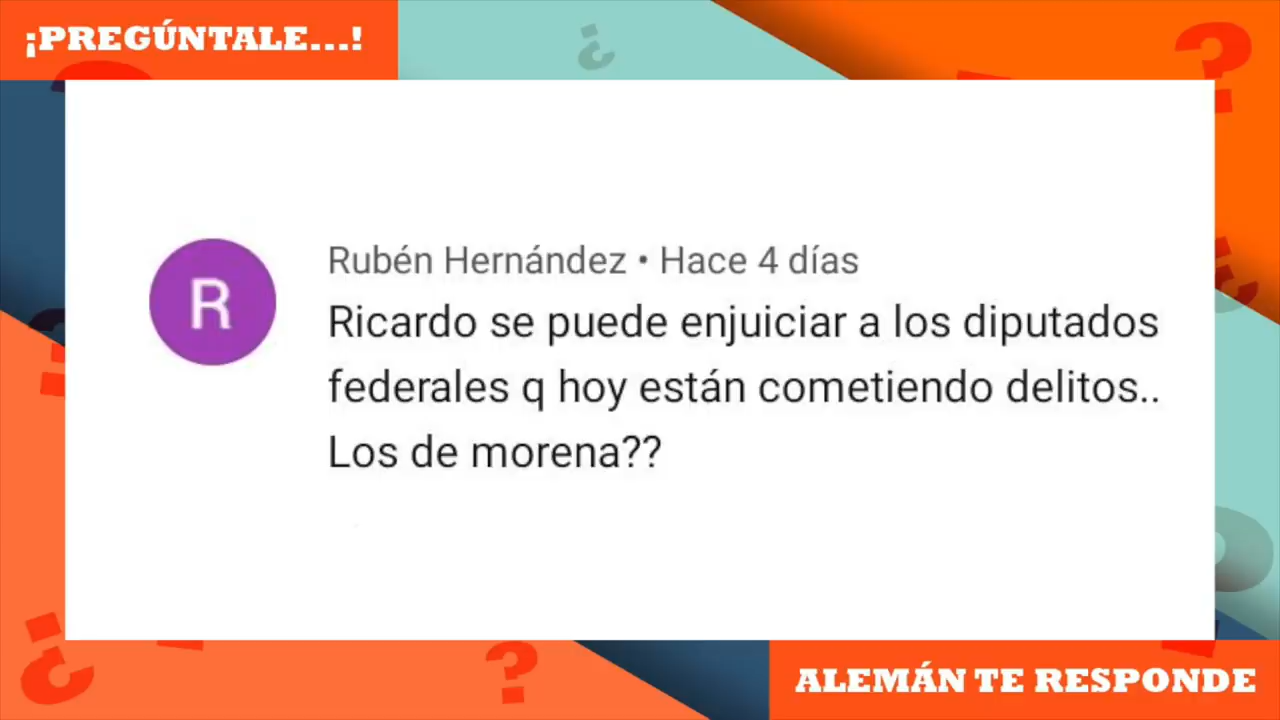 ¡PREGÚNTALE...!
Rubén Hernández • Hace 4 días
Ricardo se puede enjuiciar a los diputados
federales q hoy están cometiendo delitos..
Los de morena??
R
ALEMÁN TE RESPONDE